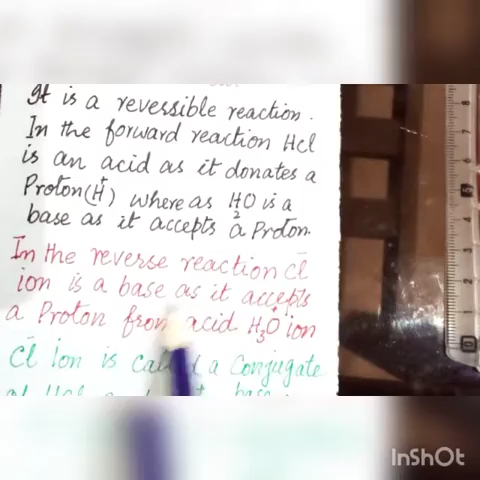 It is a revessible reaction.
In the forward reaction Hcl
is an acid as it donates a
Proton (H⁺) where as H₂O is a
base as it accepts a Proton.
In the reverse reaction Cl⁻
ion is a base as it accepts
a Proton from acid H₃O⁺ ion
Cl⁻ ion is called a Conjugate
InShOt